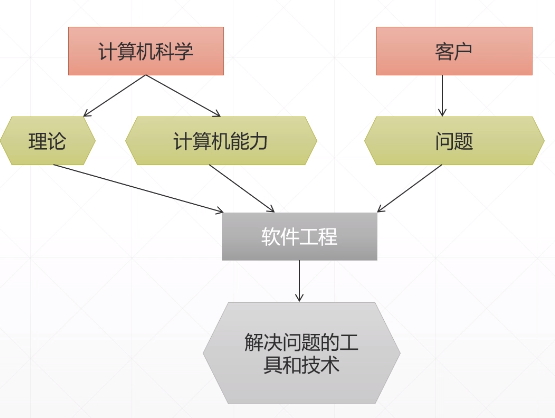 计算机科学
客户
理论
计算机能力
问题
软件工程
解决问题的工
具和技术